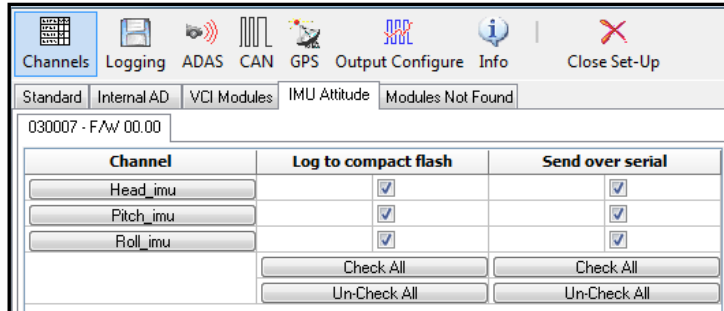 Channels Logging ADAS CAN GPS Output Configure Info Close Set-Up
Standard Internal AD VCI Modules IMU Attitude Modules Not Found
030007 - F/W 00.00
Channel Log to compact flash Send over serial
Head_imu
Pitch_imu
Roll_imu
Check All Check All
Un-Check All Un-Check All